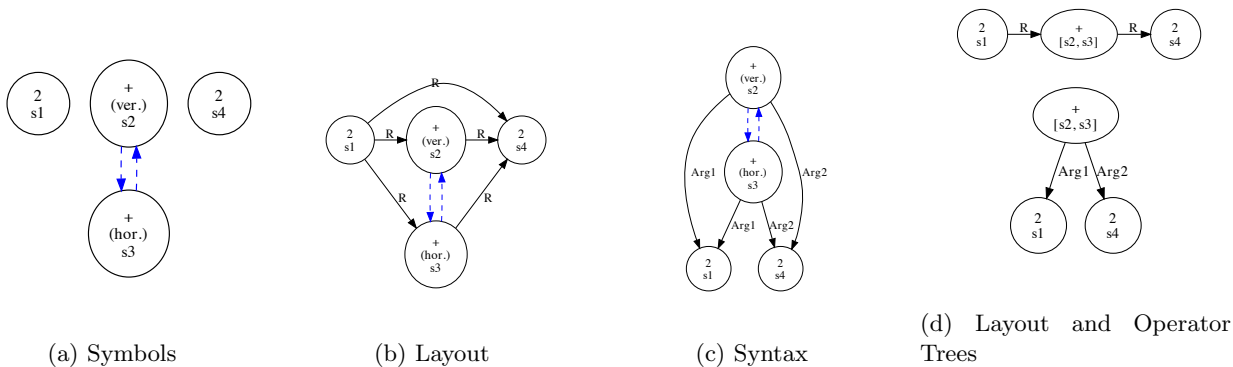 2
s1
+
(ver.)
s2
2
s4
+
(hor.)
s3
(a) Symbols
R
2
s1
R
+
(ver.)
s2
R
2
s4
R
R
+
(hor.)
s3
(b) Layout
+
(ver.)
s2
Arg1
+
(hor.)
s3
Arg2
Arg1
Arg2
2
s1
2
s4
(c) Syntax
2
s1
R
+
[s2, s3]
R
2
s4
+
[s2, s3]
Arg1
Arg2
2
s1
2
s4
(d) Layout and Operator
Trees